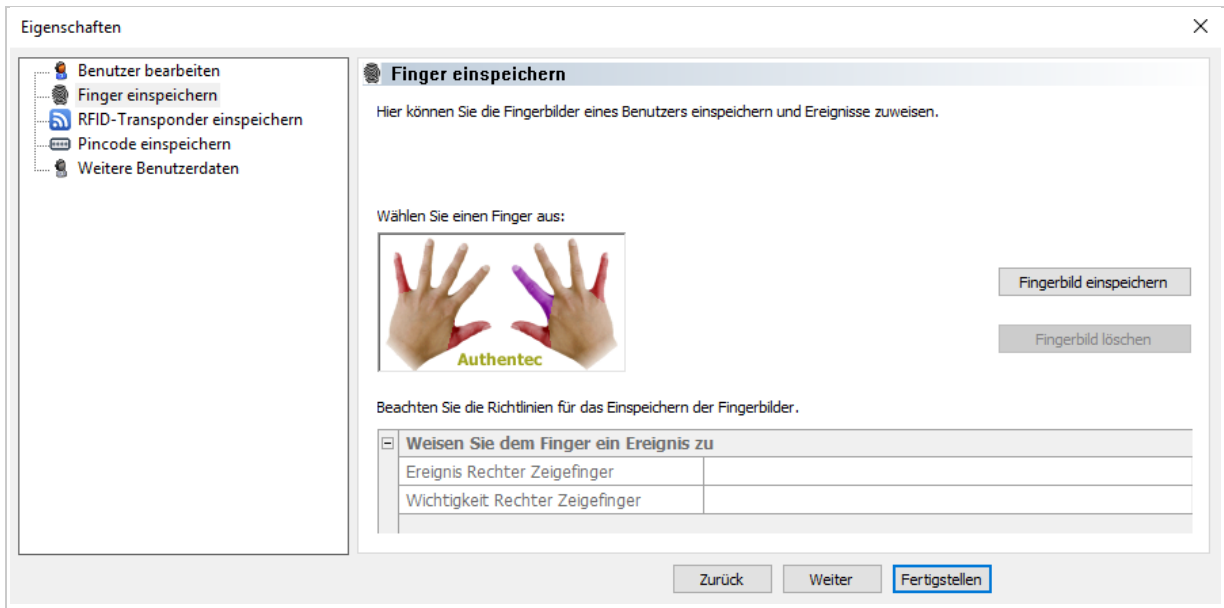 Eigenschaften
Benutzer bearbeiten
Finger einspeichern
RFID-Transponder einspeichern
Pincode einspeichern
Weitere Benutzerdaten
Finger einspeichern
Hier können Sie die Fingerbilder eines Benutzers einspeichern und Ereignisse zuweisen.
Wählen Sie einen Finger aus:
Authentec
Fingerbild einspeichern
Fingerbild löschen
Beachten Sie die Richtlinien für das Einspeichern der Fingerbilder.
Weisen Sie dem Finger ein Ereignis zu
Ereignis Rechter Zeigefinger
Wichtigkeit Rechter Zeigefinger
Zurück Weiter Fertigstellen